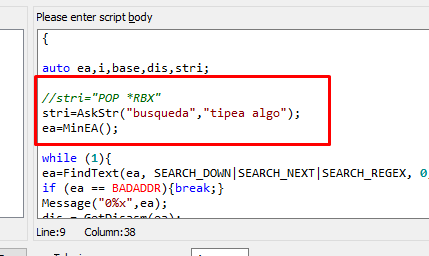 Please enter script body
{
auto ea,i,base,dis,stri;
//stri="POP *RBX"
stri=AskStr("busqueda","tipea algo");
ea=MinEA();
while (1){
ea=FindText(ea, SEARCH_DOWN|SEARCH_NEXT|SEARCH_REGEX, 0
if (ea == BADADDR){break;}
Message("0%x",ea);
dis = GetDisasm(ea);
Line:9 Column:38